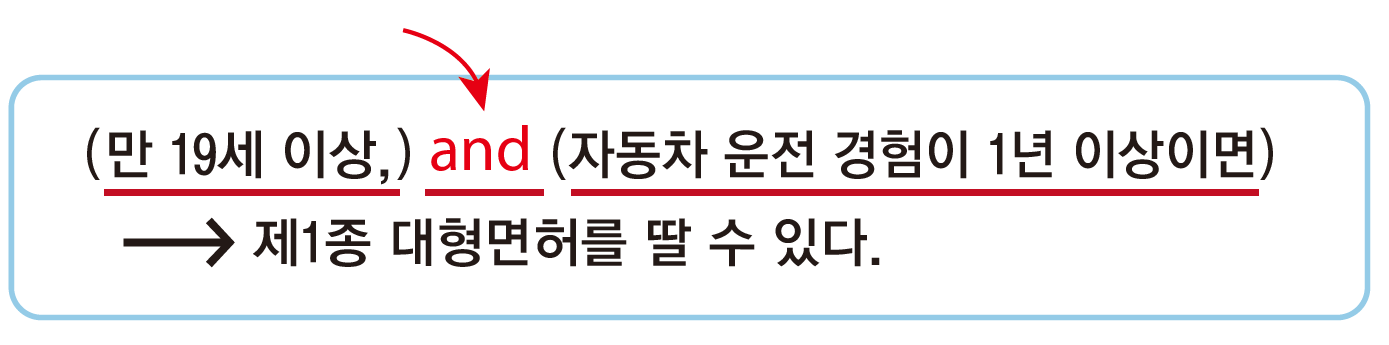 (만 19세 이상,) and (자동차 운전 경험이 1년 이상이면)
→ 제1종 대형면허를 딸 수 있다.